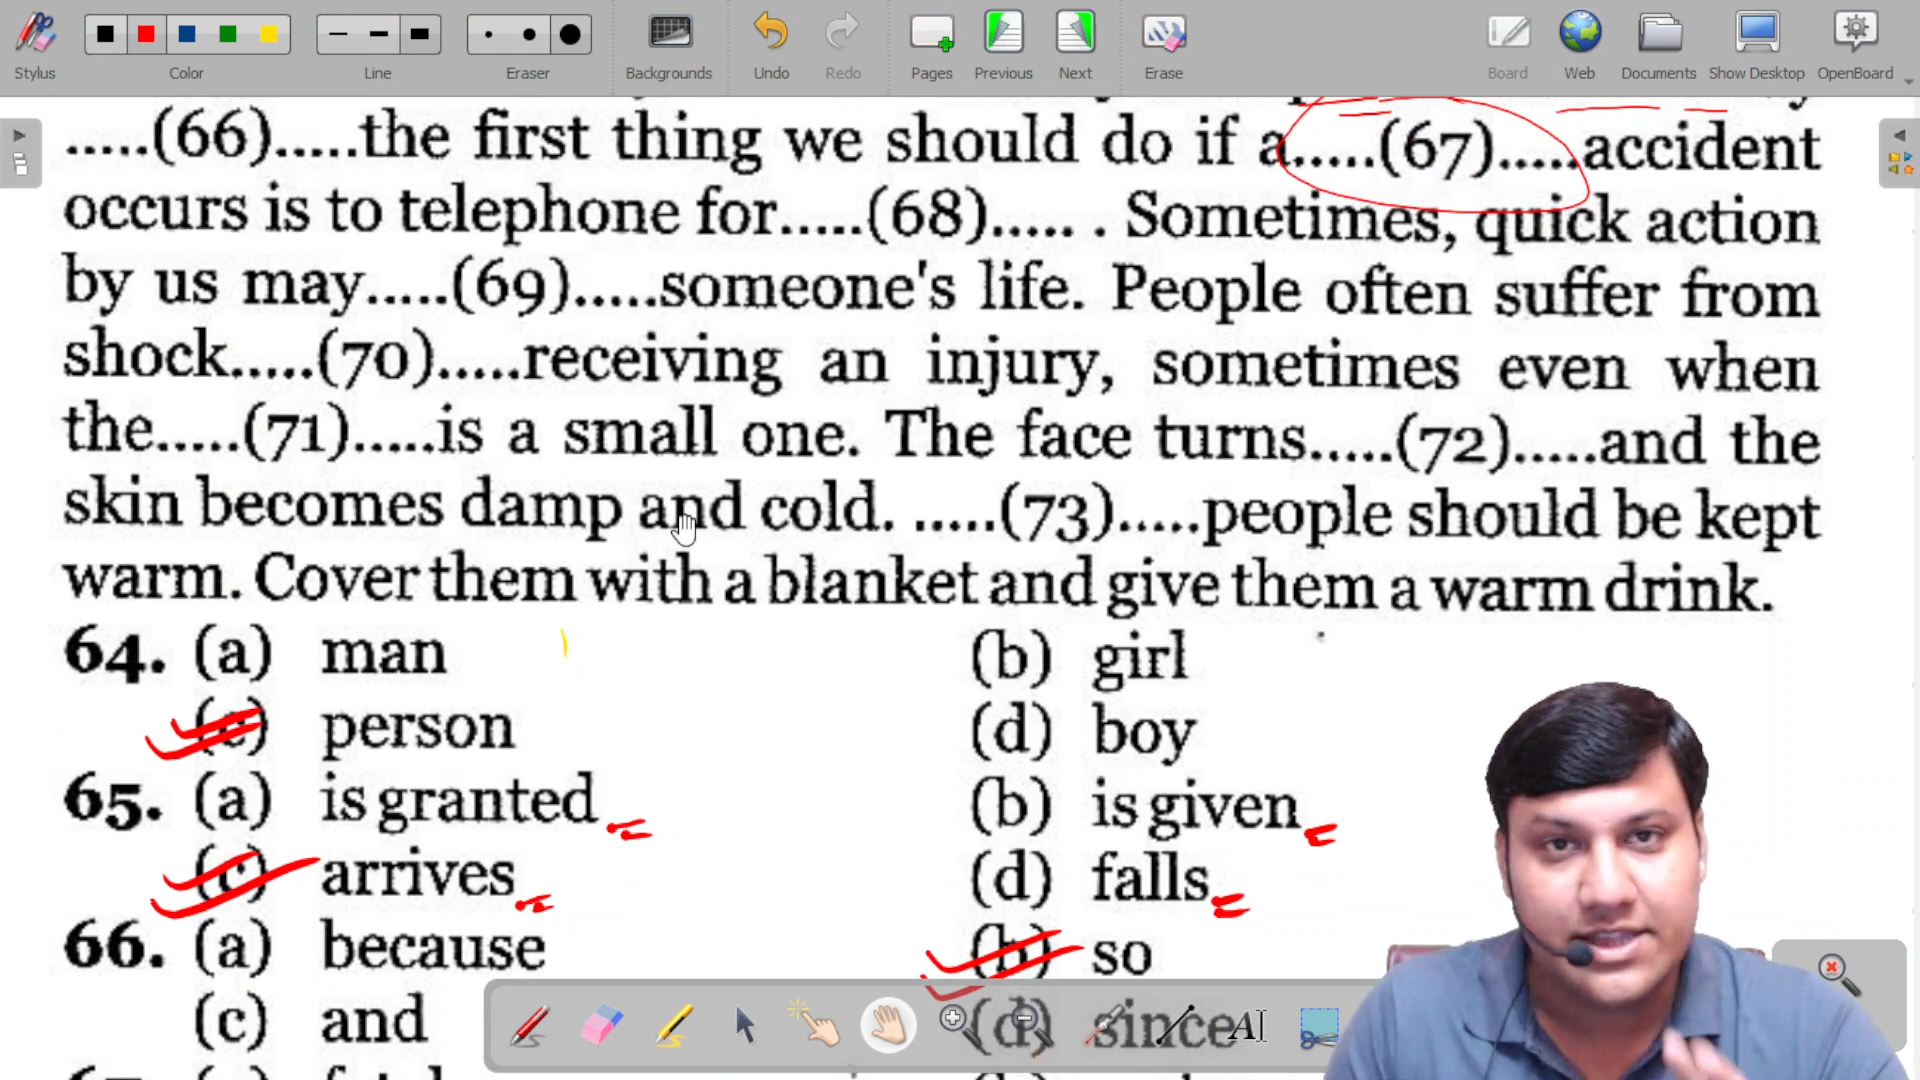 Stylus
Color
Line
Eraser
Backgrounds
Undo
Redo
Pages
Previous
Next
Erase
Board
Web
Documents
Show Desktop
OpenBoard
.....(66).....the first thing we should do if a.....(67).....accident
occurs is to telephone for.....(68)..... . Sometimes, quick action
by us may.....(69).....someone's life. People often suffer from
shock.....(70).....receiving an injury, sometimes even when
the.....(71).....is a small one. The face turns.....(72).....and the
skin becomes damp and cold. .....(73).....people should be kept
warm. Cover them with a blanket and give them a warm drink.
64. (a) man (b) girl
(c) person (d) boy
65. (a) is granted (b) is given
(c) arrives (d) falls
66. (a) because (b) so
(c) and (d) since